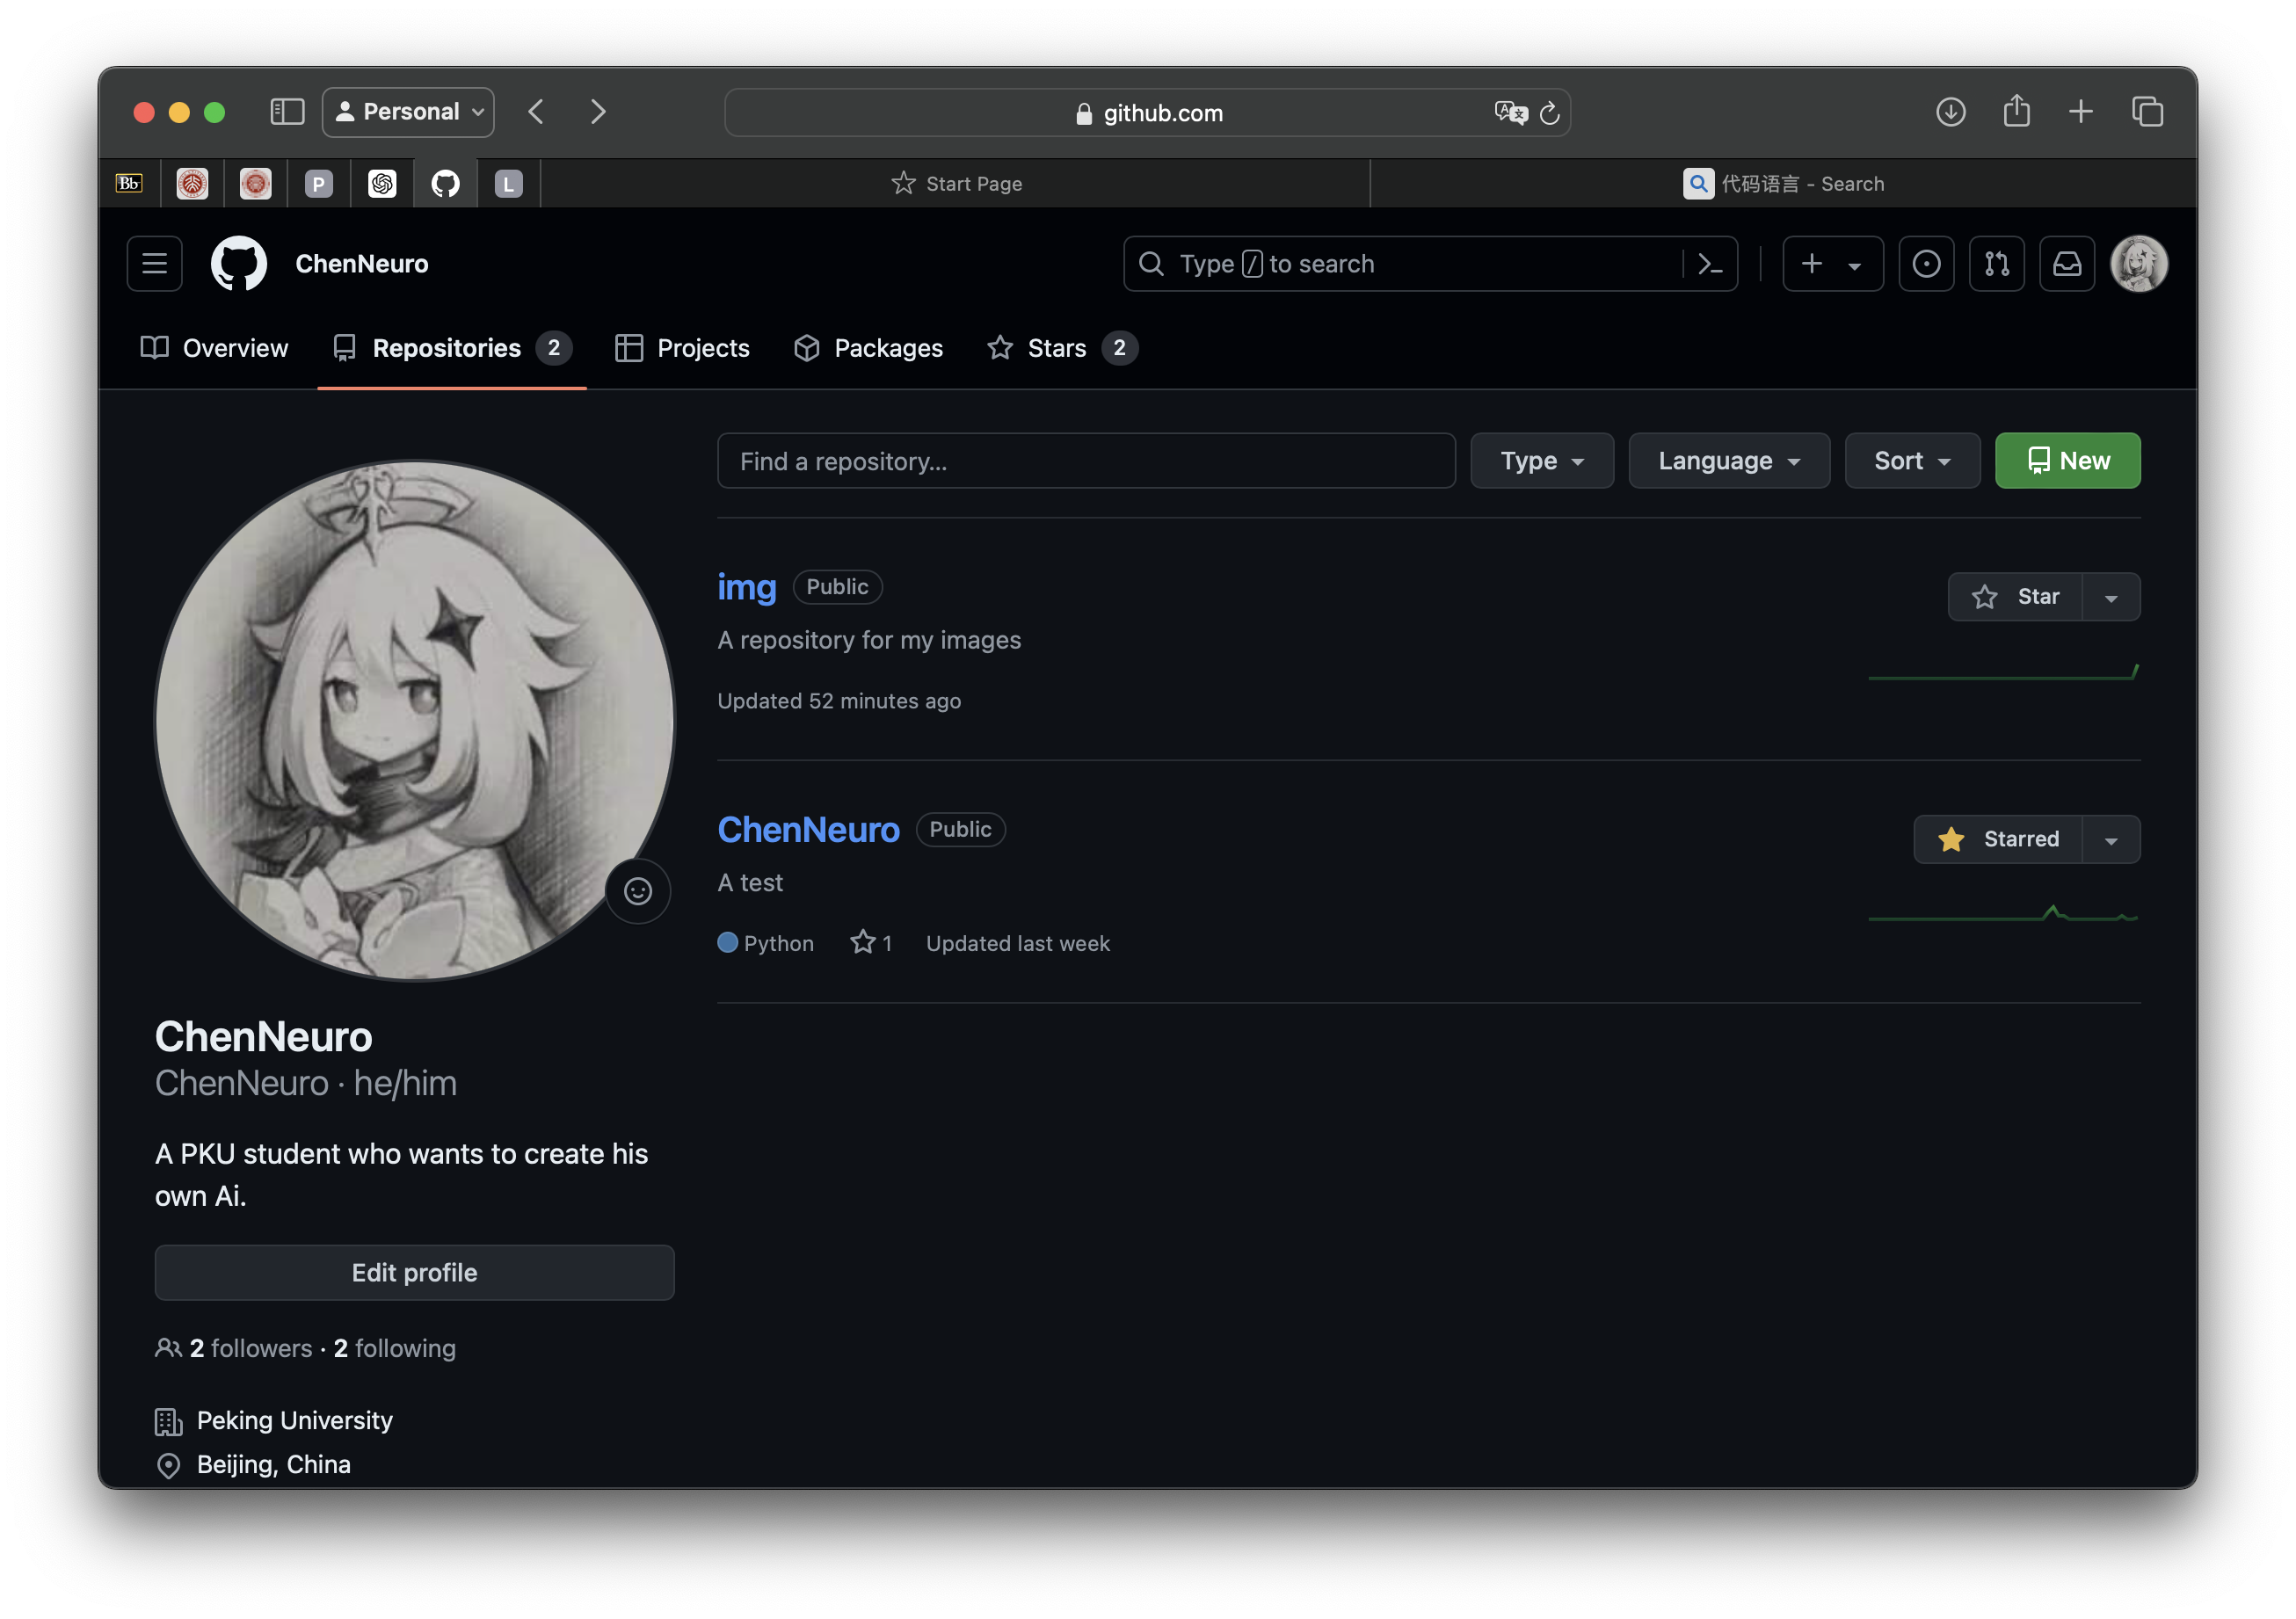 Personal
github.com
Bb
P
L
Start Page
代码语言 - Search
ChenNeuro
Type / to search
Overview
Repositories 2
Projects
Packages
Stars 2
Find a repository...
Type
Language
Sort
New
img Public
Star
A repository for my images
Updated 52 minutes ago
ChenNeuro Public
Starred
A test
Python 1 Updated last week
ChenNeuro
ChenNeuro · he/him
A PKU student who wants to create his
own Ai.
Edit profile
2 followers · 2 following
Peking University
Beijing, China